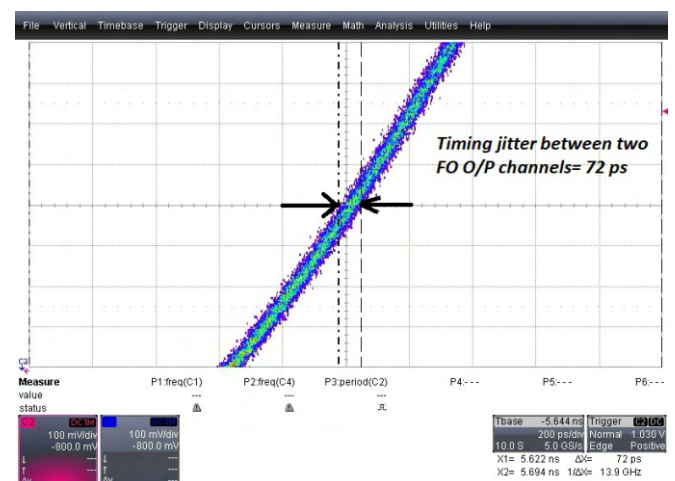 File Vertical Timebase Trigger Display Cursors Measure Math Analysis Utilities Help
Timing jitter between two
FO O/P channels= 72 ps
C2
Measure P1:freq(C1) P2:freq(C4) P3:period(C2) P4:- - - P5:- - - P6:- - -
value --- --- ---
status
C2 DC1M
100 mV/div 100 mV/div
-800.0 mV -800.0 mV
--- ---
--- ---
Tbase -5.644 ns Trigger C2 DC
200 ps/div Normal 1.030 V
10.0 S 5.0 GS/s Edge Positive
X1= 5.622 ns ΔX= 72 ps
X2= 5.694 ns 1/ΔX= 13.9 GHz